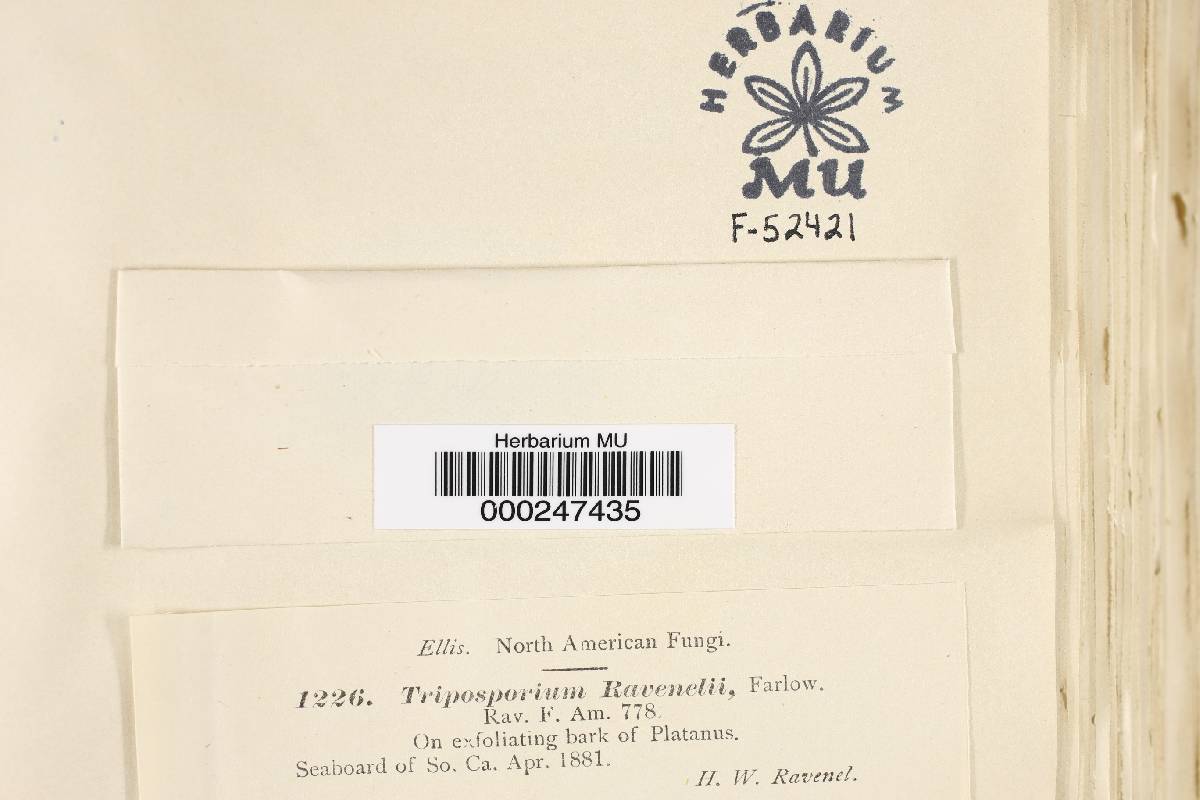 HERBARIUM
MU
F-52421
Herbarium MU
000247435
Ellis. North American Fungi.
1226. Triposporium Ravenelii, Farlow.
Rav. F. Am. 778.
On exfoliating bark of Platanus.
Seaboard of So. Ca. Apr. 1881.
H. W. Ravenel.